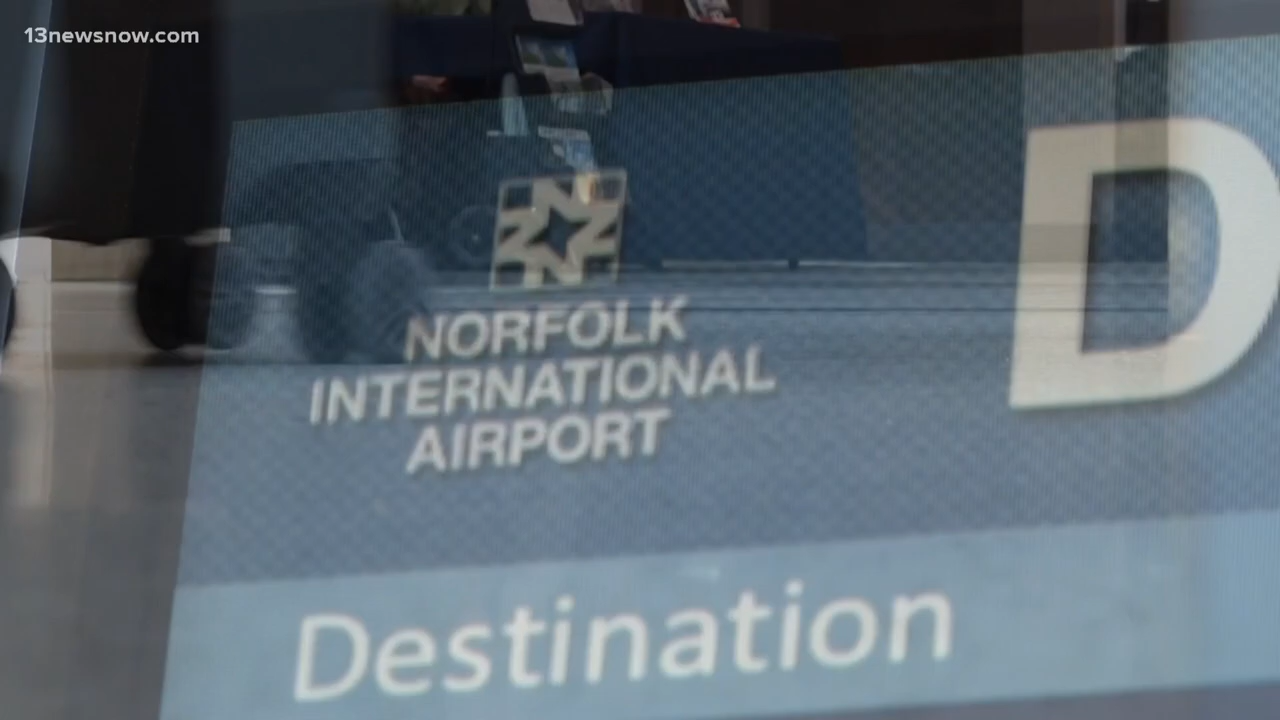 13newsnow.com
NORFOLK
INTERNATIONAL
AIRPORT
D
Destination